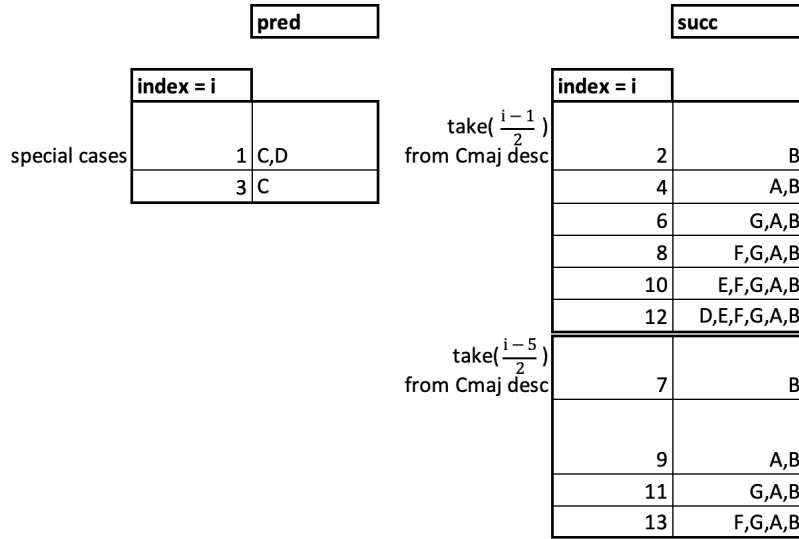 pred succ
index = i index = i
take( i − 1 / 2 )
special cases 1 C,D from Cmaj desc 2 B
3 C 4 A,B
6 G,A,B
8 F,G,A,B
10 E,F,G,A,B
12 D,E,F,G,A,B
take( i − 5 / 2 )
from Cmaj desc 7 B
9 A,B
11 G,A,B
13 F,G,A,B